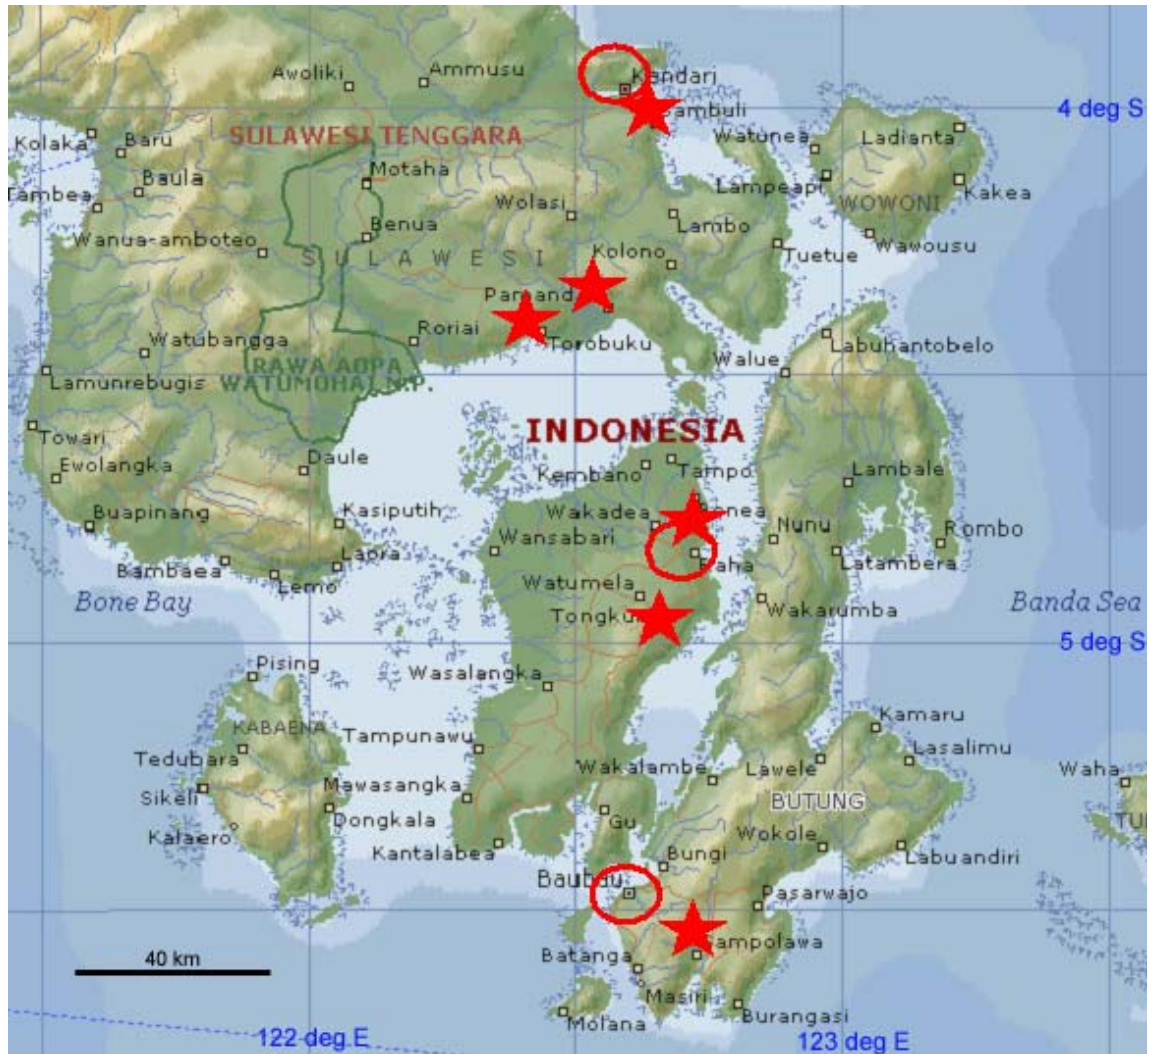 Awoliki
Ammusu
Kandari
4 deg S
Kolaka
Baru
SULAWESI TENGGARA
Watunea
Ladianta
Baula
Motaha
Lampeapi
Kakea
Wolasi
WOWONI
Lambo
Wanua-amboteo
Benua
Wawousu
SULAWESI
Kolono
Tuetue
Watubangga
Roriai
Torobuku
Labuhantobelo
Walue
RAWA AOPA
WATUMOHAI N.P.
Lamunrebugis
Towari
INDONESIA
Ewolangka
Daule
Kembano
Tampo
Lambale
Buapinang
Kasiputih
Wakadea
Nunu
Rombo
Wansabari
Bambaea
Laora
Lemo
Latambera
Watumela
Bone Bay
Wakarumba
Banda Sea
5 deg S
Pising
Wasalangka
KABAENA
Kamaru
Tedubara
Tampunawu
Lasalimu
Wakalambe
Lawele
Waha
Sikeli
Mawasangka
BUTUNG
Kalaero
Dongkala
Gu
Wokole
Kantalabea
Bungi
Labuandiri
Baubau
Pasarwajo
40 km
Batanga
Masiri
Molana
Burangasi
122 deg E
123 deg E